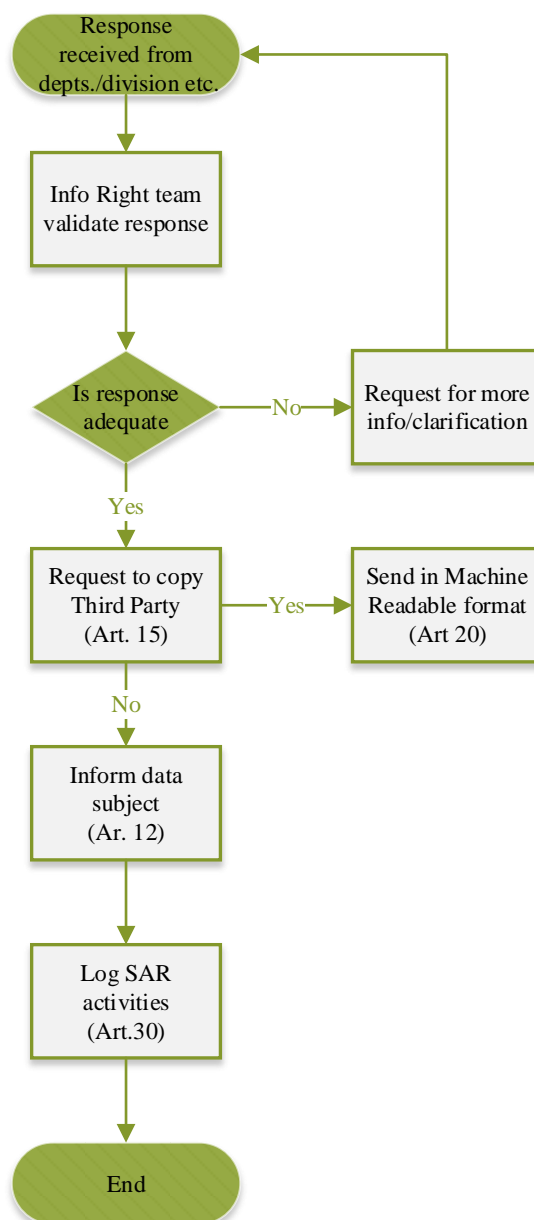 Response
received from
depts./division etc.
Info Right team
validate response
Is response
adequate
No
Request for more
info/clarification
Yes
Request to copy
Third Party
(Art. 15)
Yes
Send in Machine
Readable format
(Art 20)
No
Inform data
subject
(Ar. 12)
Log SAR
activities
(Art.30)
End